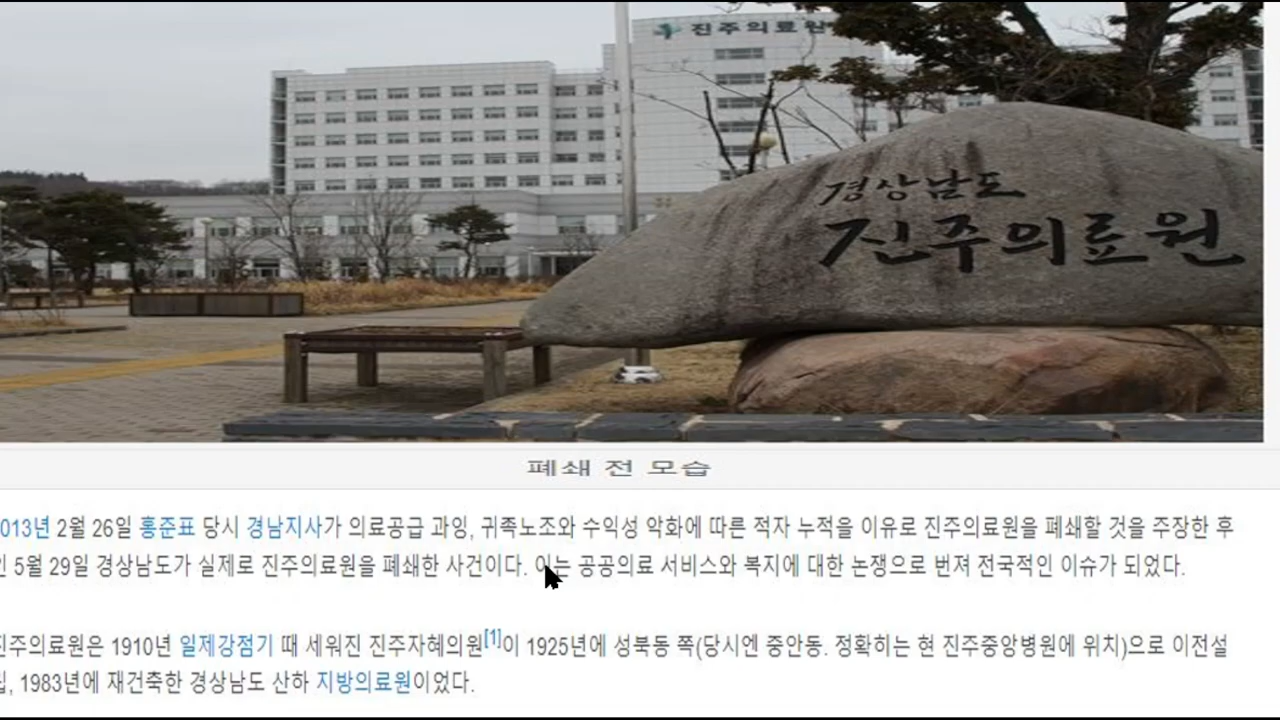 진주의료원
경상남도
진주의료원
폐쇄 전 모습
013년 2월 26일 홍준표 당시 경남지사가 의료공급 과잉, 귀족노조와 수익성 악화에 따른 적자 누적을 이유로 진주의료원을 폐쇄할 것을 주장한 후
5월 29일 경상남도가 실제로 진주의료원을 폐쇄한 사건이다. 이는 공공의료 서비스와 복지에 대한 논쟁으로 번져 전국적인 이슈가 되었다.
진주의료원은 1910년 일제강점기 때 세워진 진주자혜의원[1]이 1925년에 성북동 쪽(당시엔 중안동. 정확히는 현 진주중앙병원에 위치)으로 이전설
, 1983년에 재건축한 경상남도 산하 지방의료원이었다.